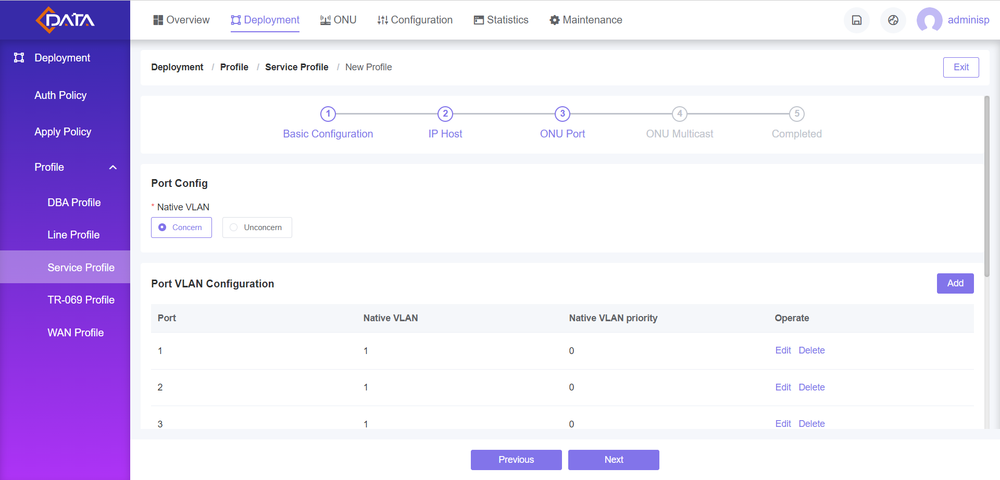 DATA
Overview
Deployment
ONU
Configuration
Statistics
Maintenance
adminisp
Deployment
Auth Policy
Apply Policy
Profile
DBA Profile
Line Profile
Service Profile
TR-069 Profile
WAN Profile
Deployment / Profile / Service Profile / New Profile
Exit
1 2 3 4 5
Basic Configuration IP Host ONU Port ONU Multicast Completed
Port Config
* Native VLAN
Concern Unconcern
Port VLAN Configuration
Add
Port Native VLAN Native VLAN priority Operate
1 1 0 Edit Delete
2 1 0 Edit Delete
3 1 0 Edit Delete
Previous Next